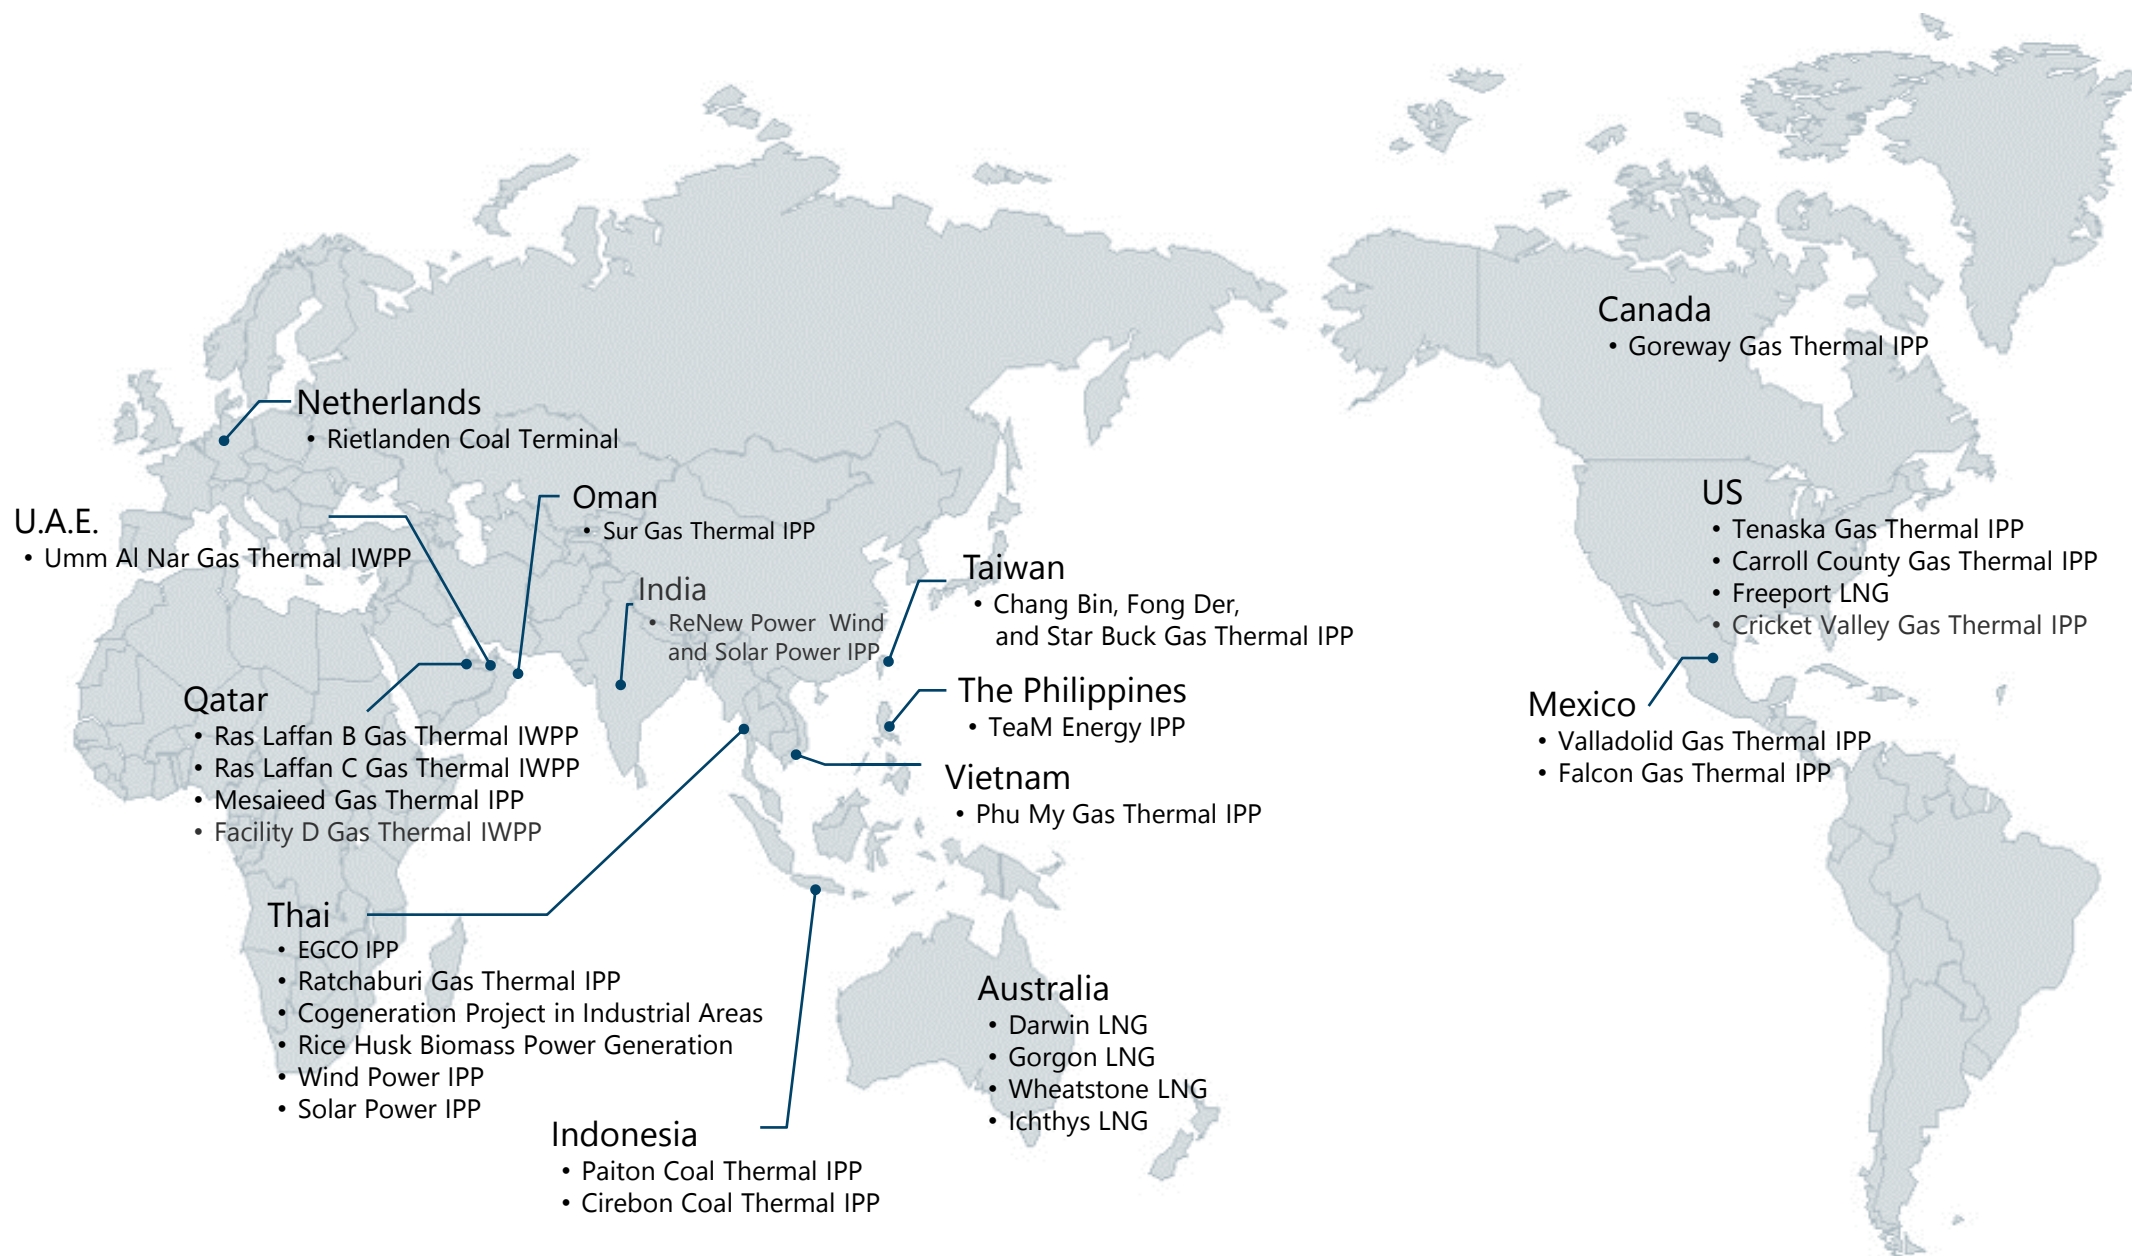 Canada
• Goreway Gas Thermal IPP
Netherlands
• Rietlanden Coal Terminal
U.A.E.
• Umm Al Nar Gas Thermal IWPP
Oman
• Sur Gas Thermal IPP
India
• ReNew Power Wind
and Solar Power IPP
Taiwan
• Chang Bin, Fong Der,
and Star Buck Gas Thermal IPP
US
• Tenaska Gas Thermal IPP
• Carroll County Gas Thermal IPP
• Freeport LNG
• Cricket Valley Gas Thermal IPP
Qatar
• Ras Laffan B Gas Thermal IWPP
• Ras Laffan C Gas Thermal IWPP
• Mesaieed Gas Thermal IPP
• Facility D Gas Thermal IWPP
The Philippines
• TeaM Energy IPP
Vietnam
• Phu My Gas Thermal IPP
Mexico
• Valladolid Gas Thermal IPP
• Falcon Gas Thermal IPP
Thai
• EGCO IPP
• Ratchaburi Gas Thermal IPP
• Cogeneration Project in Industrial Areas
• Rice Husk Biomass Power Generation
• Wind Power IPP
• Solar Power IPP
Australia
• Darwin LNG
• Gorgon LNG
• Wheatstone LNG
• Ichthys LNG
Indonesia
• Paiton Coal Thermal IPP
• Cirebon Coal Thermal IPP